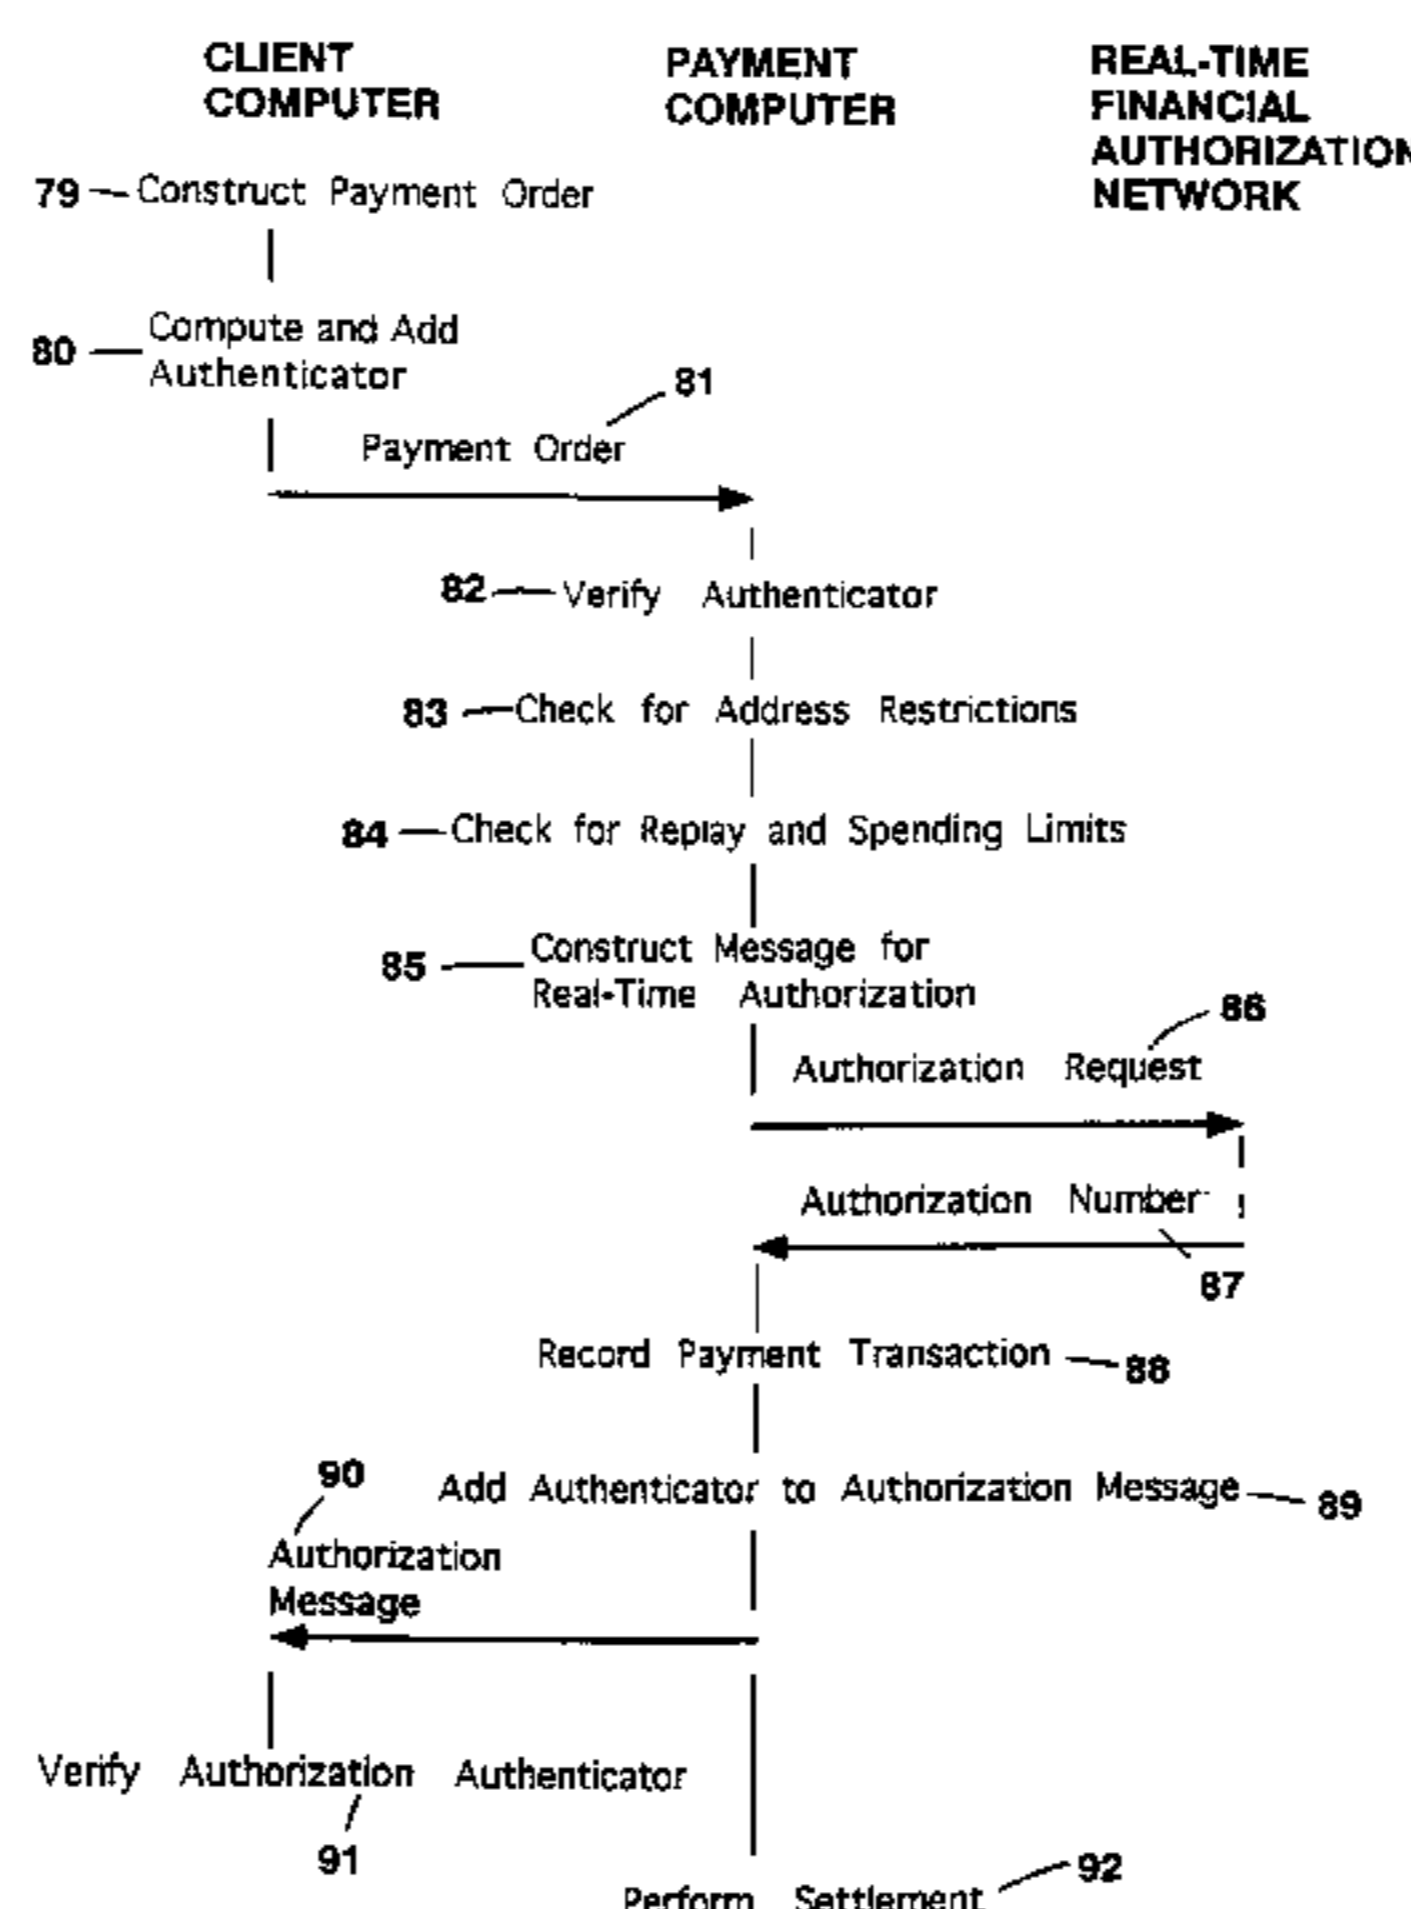 CLIENT
COMPUTER
PAYMENT
COMPUTER
REAL-TIME
FINANCIAL
AUTHORIZATION
NETWORK
79 Construct Payment Order
80 Compute and Add
Authenticator
81
Payment Order
82 Verify Authenticator
83 Check for Address Restrictions
84 Check for Replay and Spending Limits
85 Construct Message for
Real-Time Authorization
86
Authorization Request
Authorization Number
87
Record Payment Transaction 88
90
Add Authenticator to Authorization Message 89
Authorization
Message
Verify Authorization Authenticator
91
92
Perform Settlement